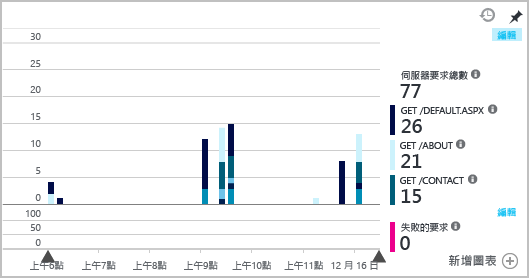 編輯
30
25
20
15
10
5
0
伺服器要求總數
77
GET /DEFAULT.ASPX
26
GET /ABOUT
21
GET /CONTACT
15
編輯
100
50
0
失敗的要求
0
上午6點 上午7點 上午8點 上午9點 上午10點 上午11點 12 月 16 日
新增圖表